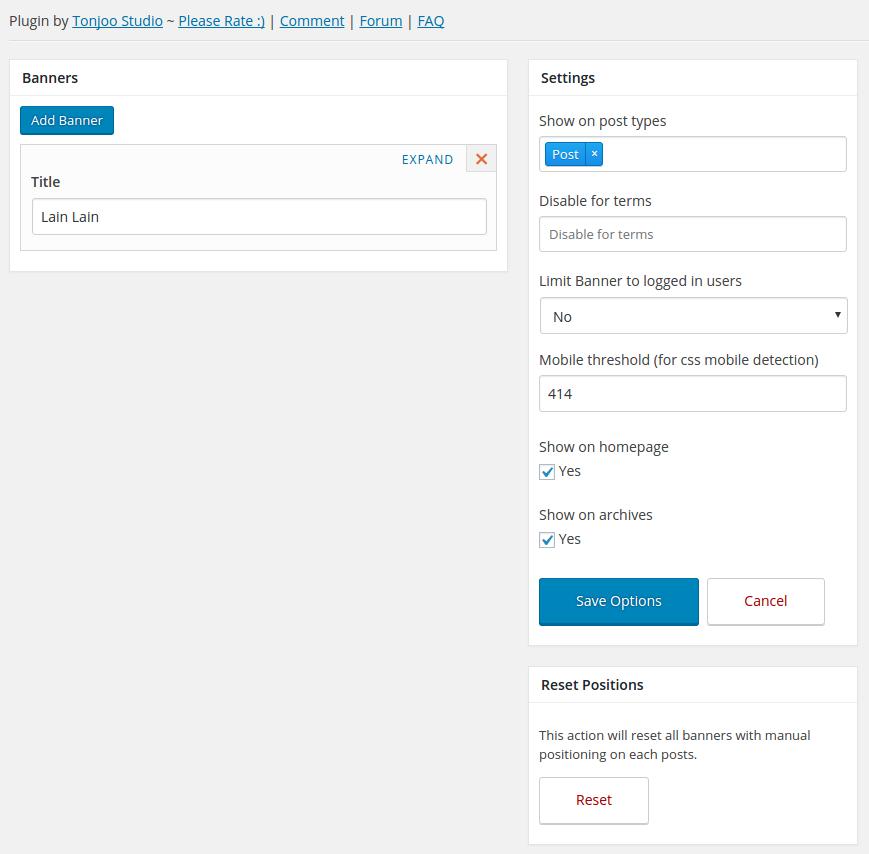 Plugin by Tonjoo Studio ~ Please Rate :) | Comment | Forum | FAQ
Banners
Add Banner
EXPAND
Title
Lain Lain
Settings
Show on post types
Post ×
Disable for terms
Disable for terms
Limit Banner to logged in users
No
Mobile threshold (for css mobile detection)
414
Show on homepage
Yes
Show on archives
Yes
Save Options
Cancel
Reset Positions
This action will reset all banners with manual
positioning on each posts.
Reset